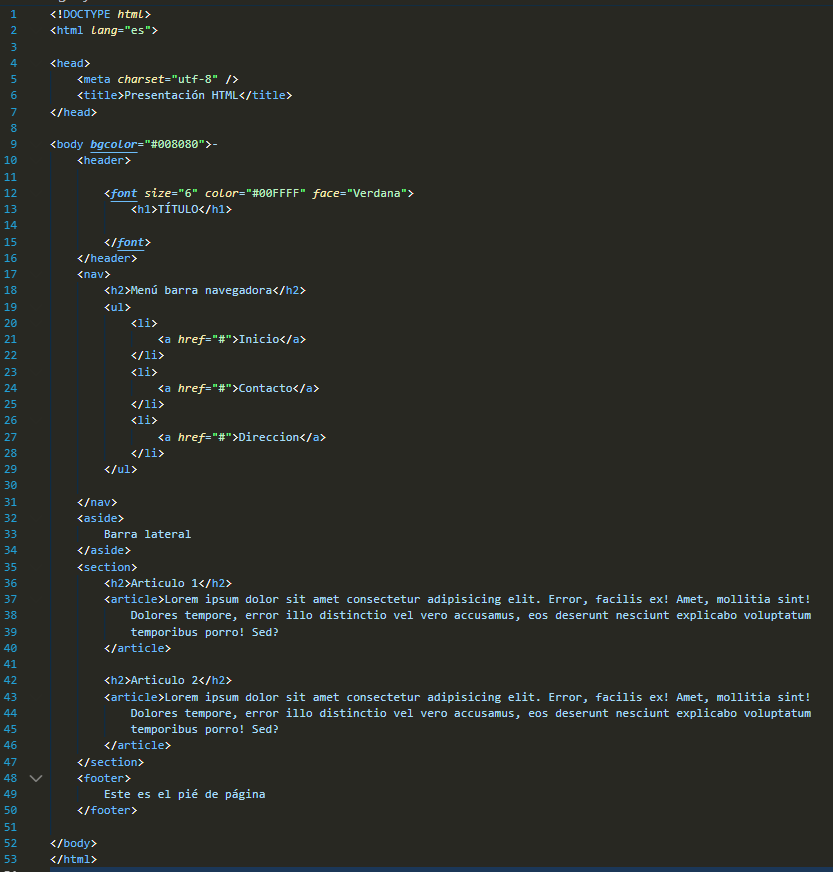 1 <!DOCTYPE html>
2 <html lang="es">
3
4 <head>
5 <meta charset="utf-8" />
6 <title>Presentación HTML</title>
7 </head>
8
9 <body bgcolor="#008080">-
10 <header>
11
12 <font size="6" color="#00FFFF" face="Verdana">
13 <h1>TÍTULO</h1>
14
15 </font>
16 </header>
17 <nav>
18 <h2>Menú barra navegadora</h2>
19 <ul>
20 <li>
21 <a href="#">Inicio</a>
22 </li>
23 <li>
24 <a href="#">Contacto</a>
25 </li>
26 <li>
27 <a href="#">Direccion</a>
28 </li>
29 </ul>
30
31 </nav>
32 <aside>
33 Barra lateral
34 </aside>
35 <section>
36 <h2>Articulo 1</h2>
37 <article>Lorem ipsum dolor sit amet consectetur adipisicing elit. Error, facilis ex! Amet, mollitia sint!
38 Dolores tempore, error illo distinctio vel vero accusamus, eos deserunt nesciunt explicabo voluptatum
39 temporibus porro! Sed?
40 </article>
41
42 <h2>Articulo 2</h2>
43 <article>Lorem ipsum dolor sit amet consectetur adipisicing elit. Error, facilis ex! Amet, mollitia sint!
44 Dolores tempore, error illo distinctio vel vero accusamus, eos deserunt nesciunt explicabo voluptatum
45 temporibus porro! Sed?
46 </article>
47 </section>
48 <footer>
49 Este es el pié de página
50 </footer>
51
52 </body>
53 </html>